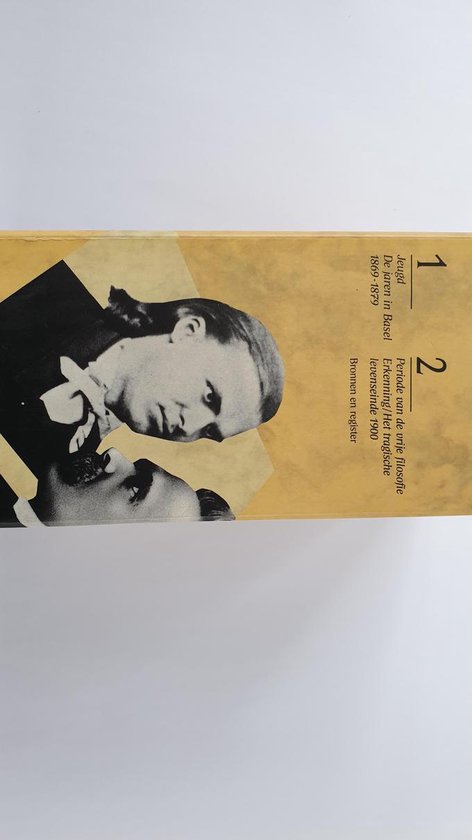 1
Jeugd
De jaren in Basel
1869-1879
2
Periode van de vrije filosofie
Erkenning/Het tragische
levenseinde 1900
Bronnen en register